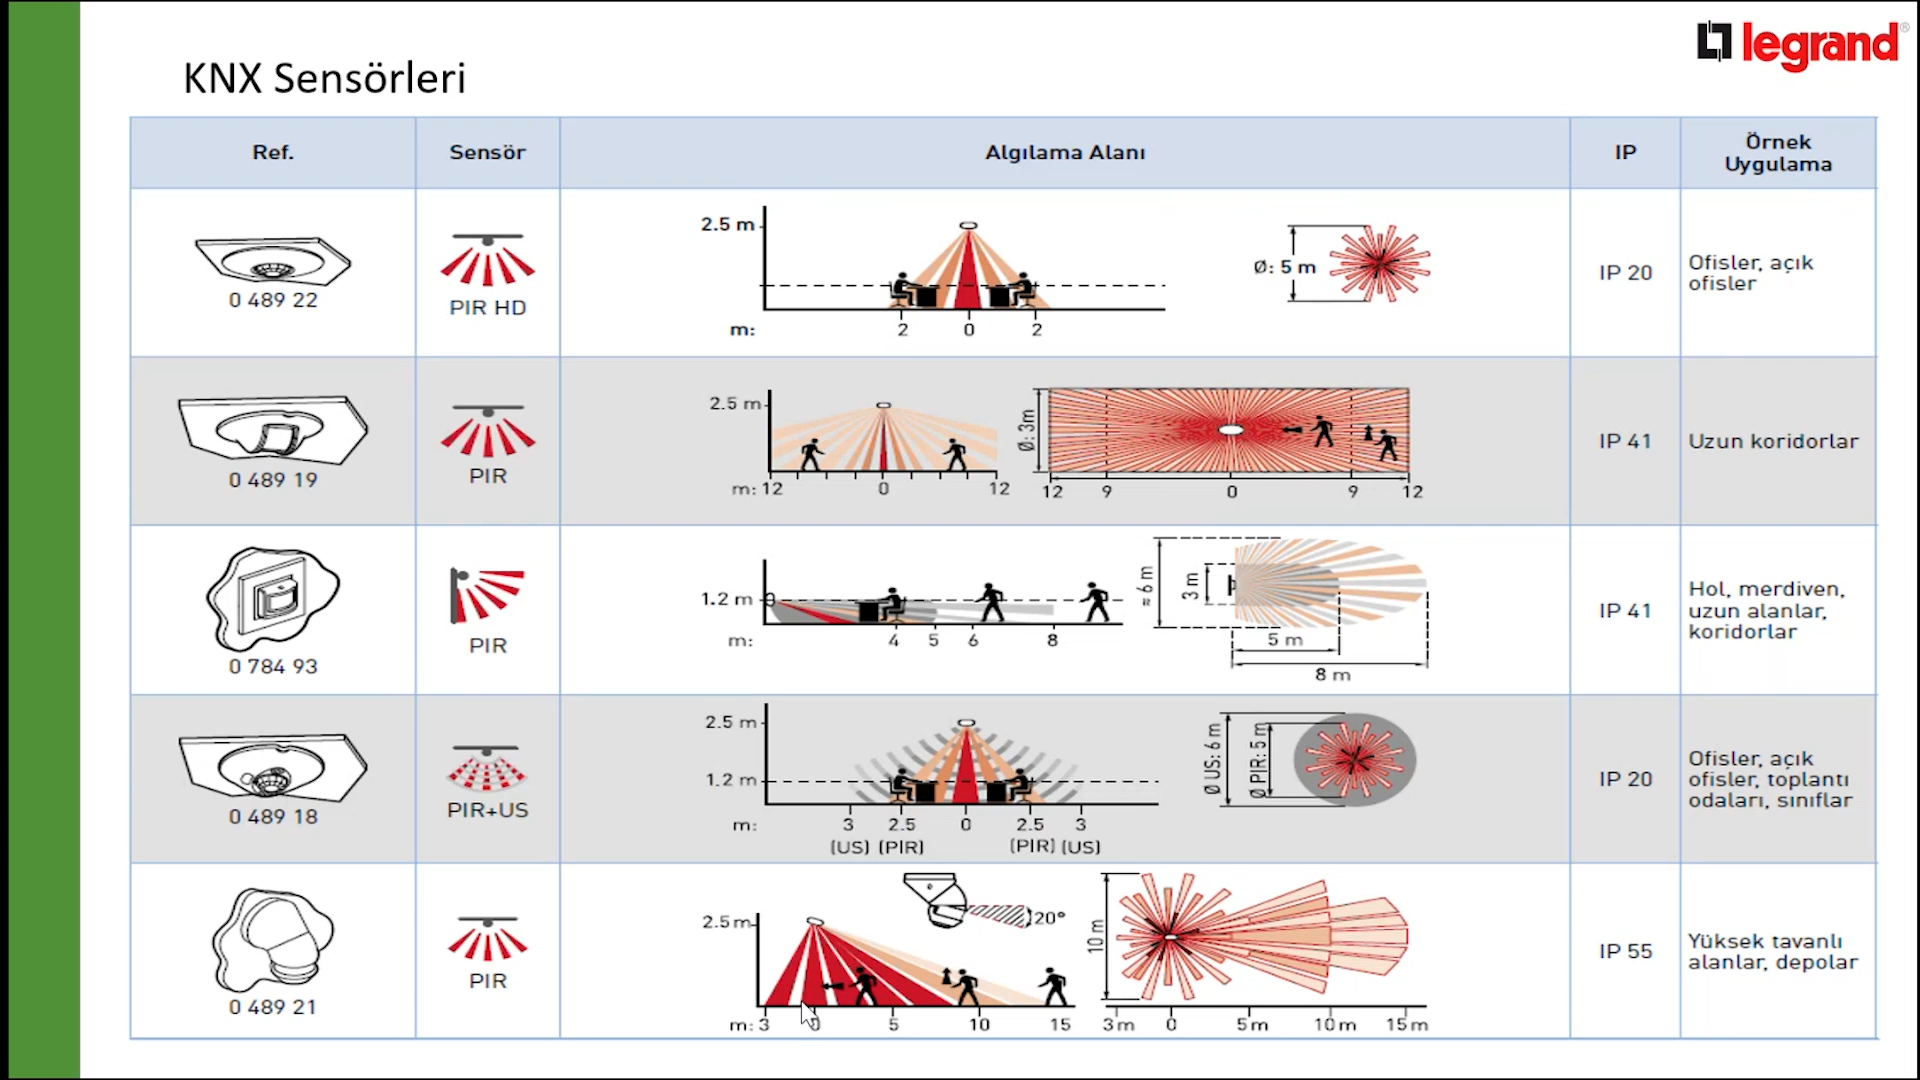 legrand®
KNX Sensörleri
Ref.
Sensör
Algılama Alanı
IP
Örnek
Uygulama
0 489 22
PIR HD
2.5 m
m:
2 0 2
Ø: 5 m
IP 20
Ofisler, açık
ofisler
0 489 19
PIR
2.5 m
m: 12 0 12
Ø: 3m
12 9 0 9 12
IP 41
Uzun koridorlar
0 784 93
PIR
1.2 m
m: 4 5 6 8
≈ 6 m
3 m
5 m
8 m
IP 41
Hol, merdiven,
uzun alanlar,
koridorlar
0 489 18
PIR+US
2.5 m
1.2 m
m: 3 2.5 0 2.5 3
(US) (PIR) (PIR) (US)
Ø US: 6 m
Ø PIR: 5 m
IP 20
Ofisler, açık
ofisler, toplantı
odaları, sınıflar
0 489 21
PIR
20°
2.5 m
m: 3 0 5 10 15
10 m
3 m 0 5 m 10 m 15 m
IP 55
Yüksek tavanlı
alanlar, depolar